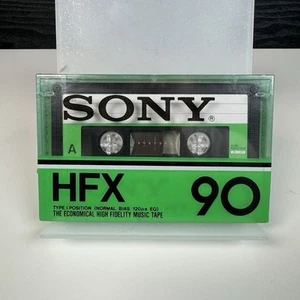 SONY®
A
HFX 90
TYPE I POSITION (NORMAL BIAS 120μs EQ)
THE ECONOMICAL HIGH FIDELITY MUSIC TAPE